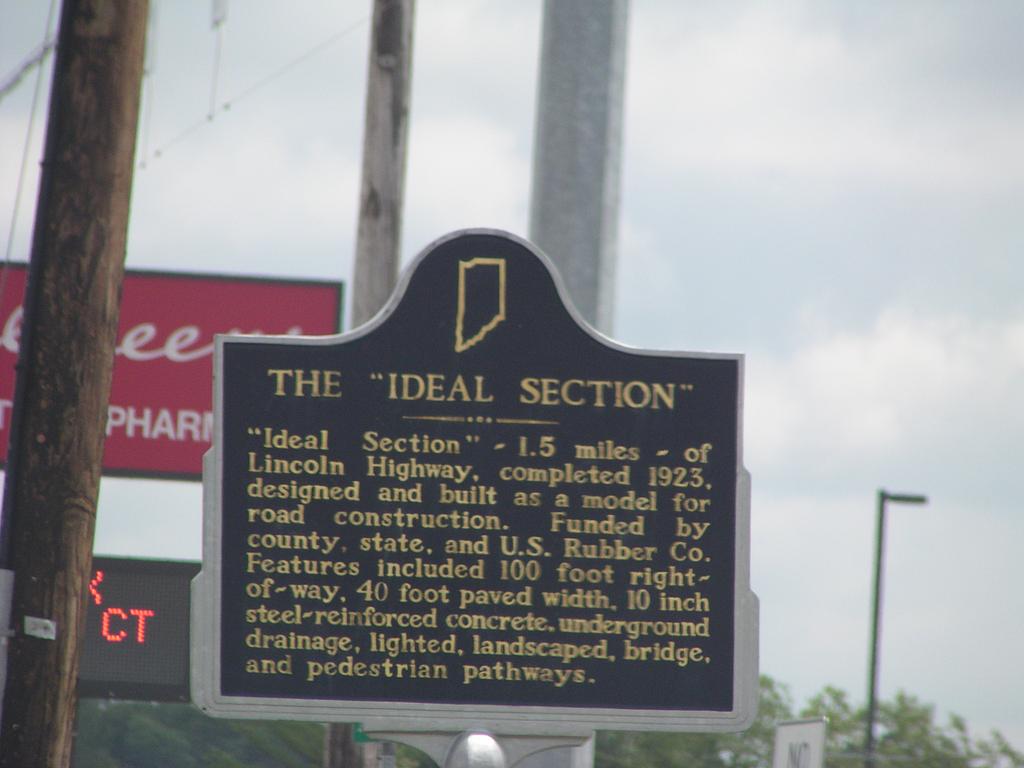 THE "IDEAL SECTION"
"Ideal Section" - 1.5 miles - of
Lincoln Highway, completed 1923,
designed and built as a model for
road construction. Funded by
county, state, and U.S. Rubber Co.
Features included 100 foot right-
of-way, 40 foot paved width, 10 inch
steel-reinforced concrete, underground
drainage, lighted, landscaped, bridge,
and pedestrian pathways.
CT